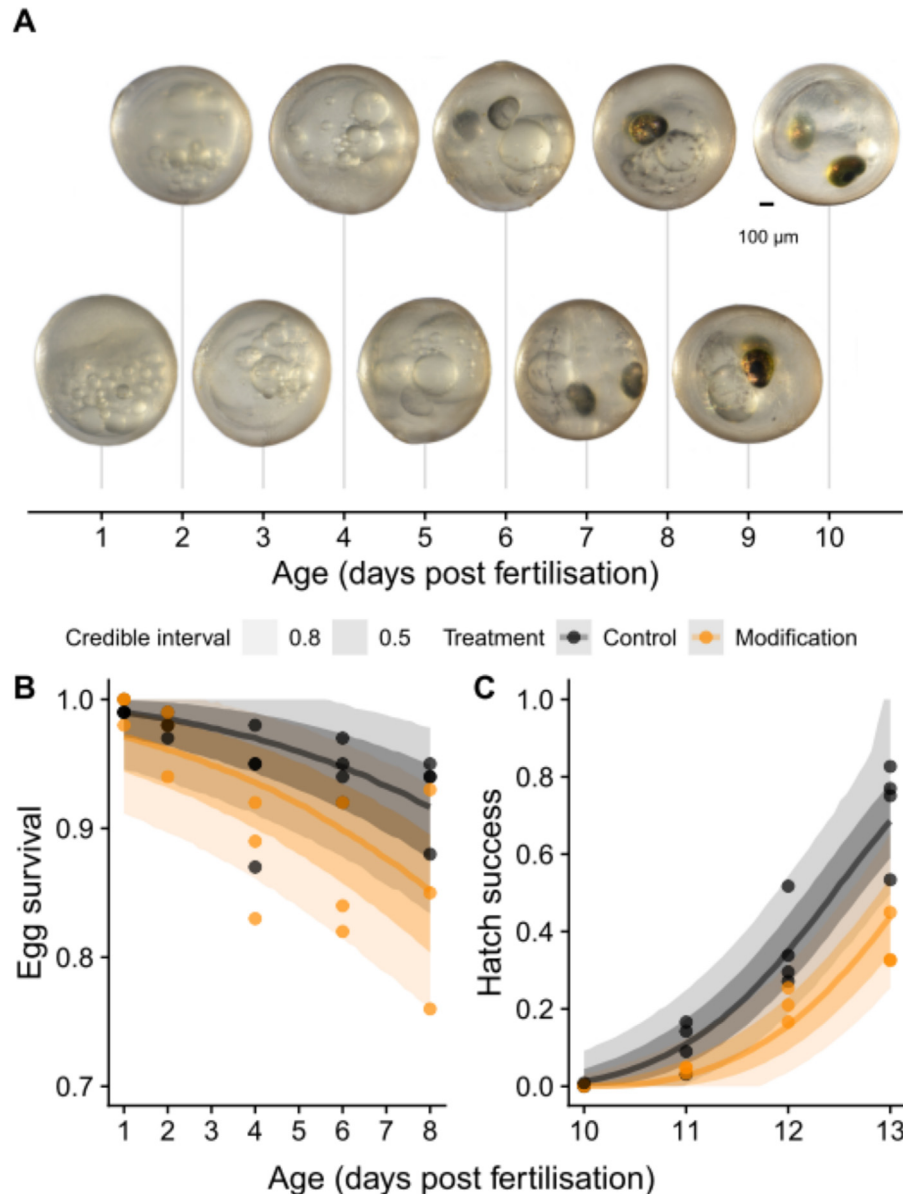 A
100 µm
1 2 3 4 5 6 7 8 9 10
Age (days post fertilisation)
Credible interval 0.8 0.5 Treatment Control Modification
B
1.0
0.9
0.8
0.7
Egg survival
1 2 3 4 5 6 7 8
C
1.0
0.8
0.6
0.4
0.2
0.0
Hatch success
10 11 12 13
Age (days post fertilisation)